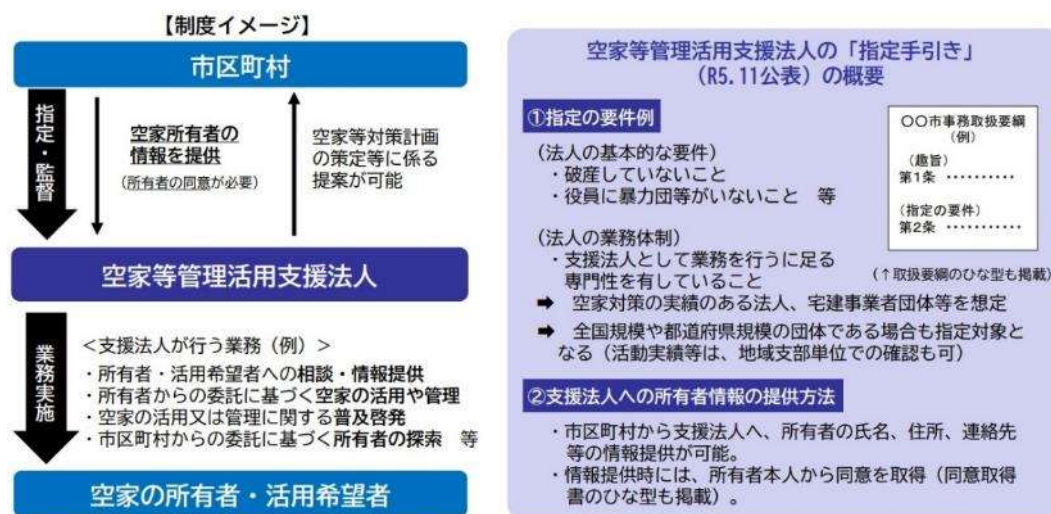 【制度イメージ】
市区町村
指定・監督
空家所有者の
情報を提供
(所有者の同意が必要)
空家等対策計画
の策定等に係る
提案が可能
空家等管理活用支援法人
業務実施
<支援法人が行う業務（例）>
・所有者・活用希望者への相談・情報提供
・所有者からの委託に基づく空家の活用や管理
・空家の活用又は管理に関する普及啓発
・市区町村からの委託に基づく所有者の探索　等
空家の所有者・活用希望者
空家等管理活用支援法人の「指定手引き」
（R5.11公表）の概要
①指定の要件例
(法人の基本的な要件)
・破産していないこと
・役員に暴力団等がいないこと　等
(法人の業務体制)
・支援法人として業務を行うに足る
専門性を有していること
➡ 空家対策の実績のある法人、宅建事業者団体等を想定
➡ 全国規模や都道府県規模の団体である場合も指定対象と
なる（活動実績等は、地域支部単位での確認も可）
〇〇市事務取扱要綱
(例)
(趣旨)
第1条 ‥‥‥‥‥
(指定の要件)
第2条 ‥‥‥‥‥
(↑取扱要綱のひな型も掲載)
②支援法人への所有者情報の提供方法
・市区町村から支援法人へ、所有者の氏名、住所、連絡先
等の情報提供が可能。
・情報提供時には、所有者本人から同意を取得（同意取得
書のひな型も掲載）。